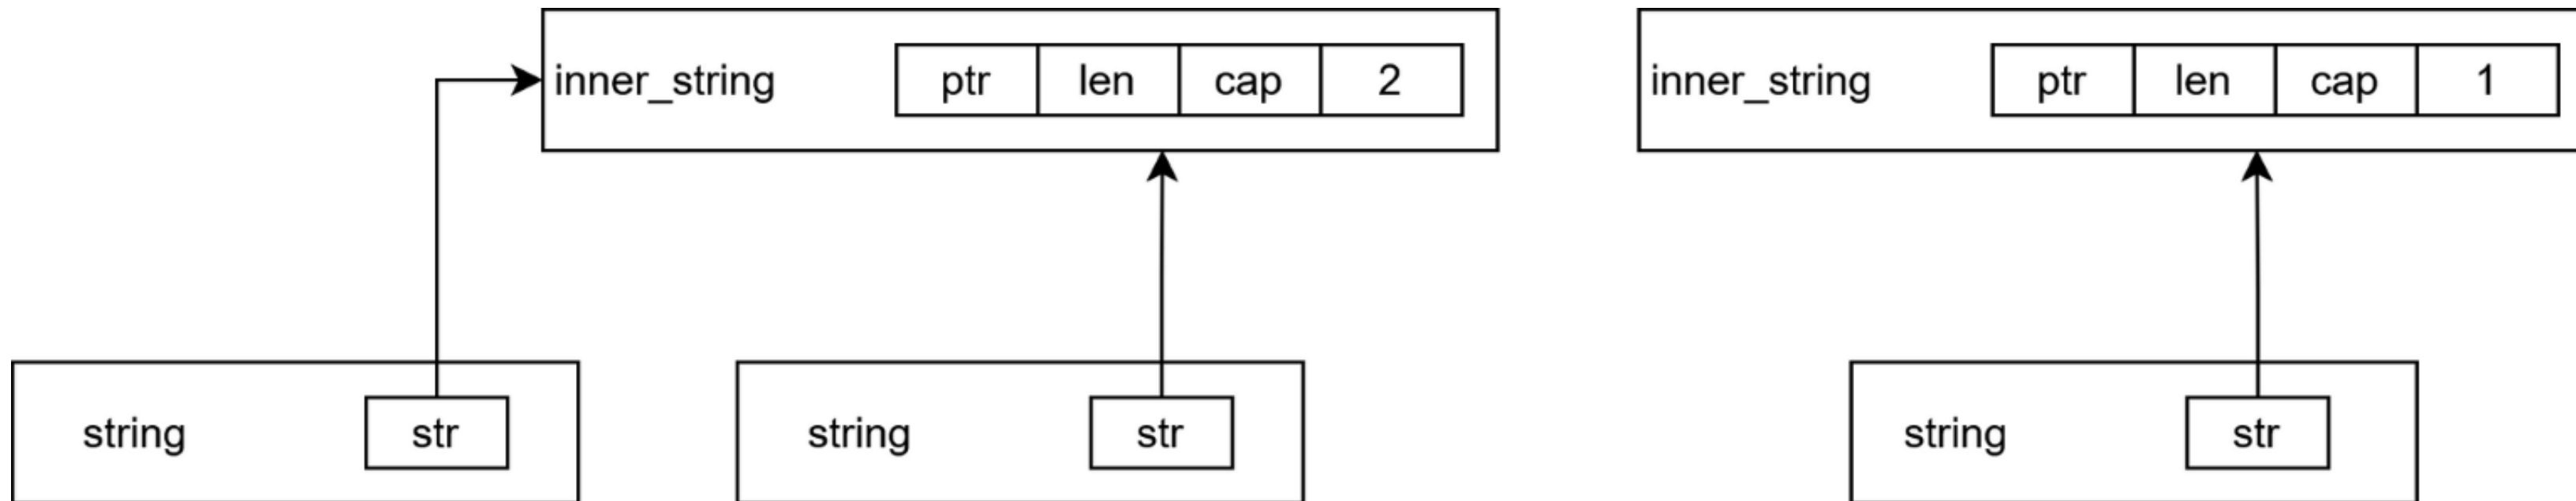 inner_string ptr len cap 2
inner_string ptr len cap 1
string str
string str
string str